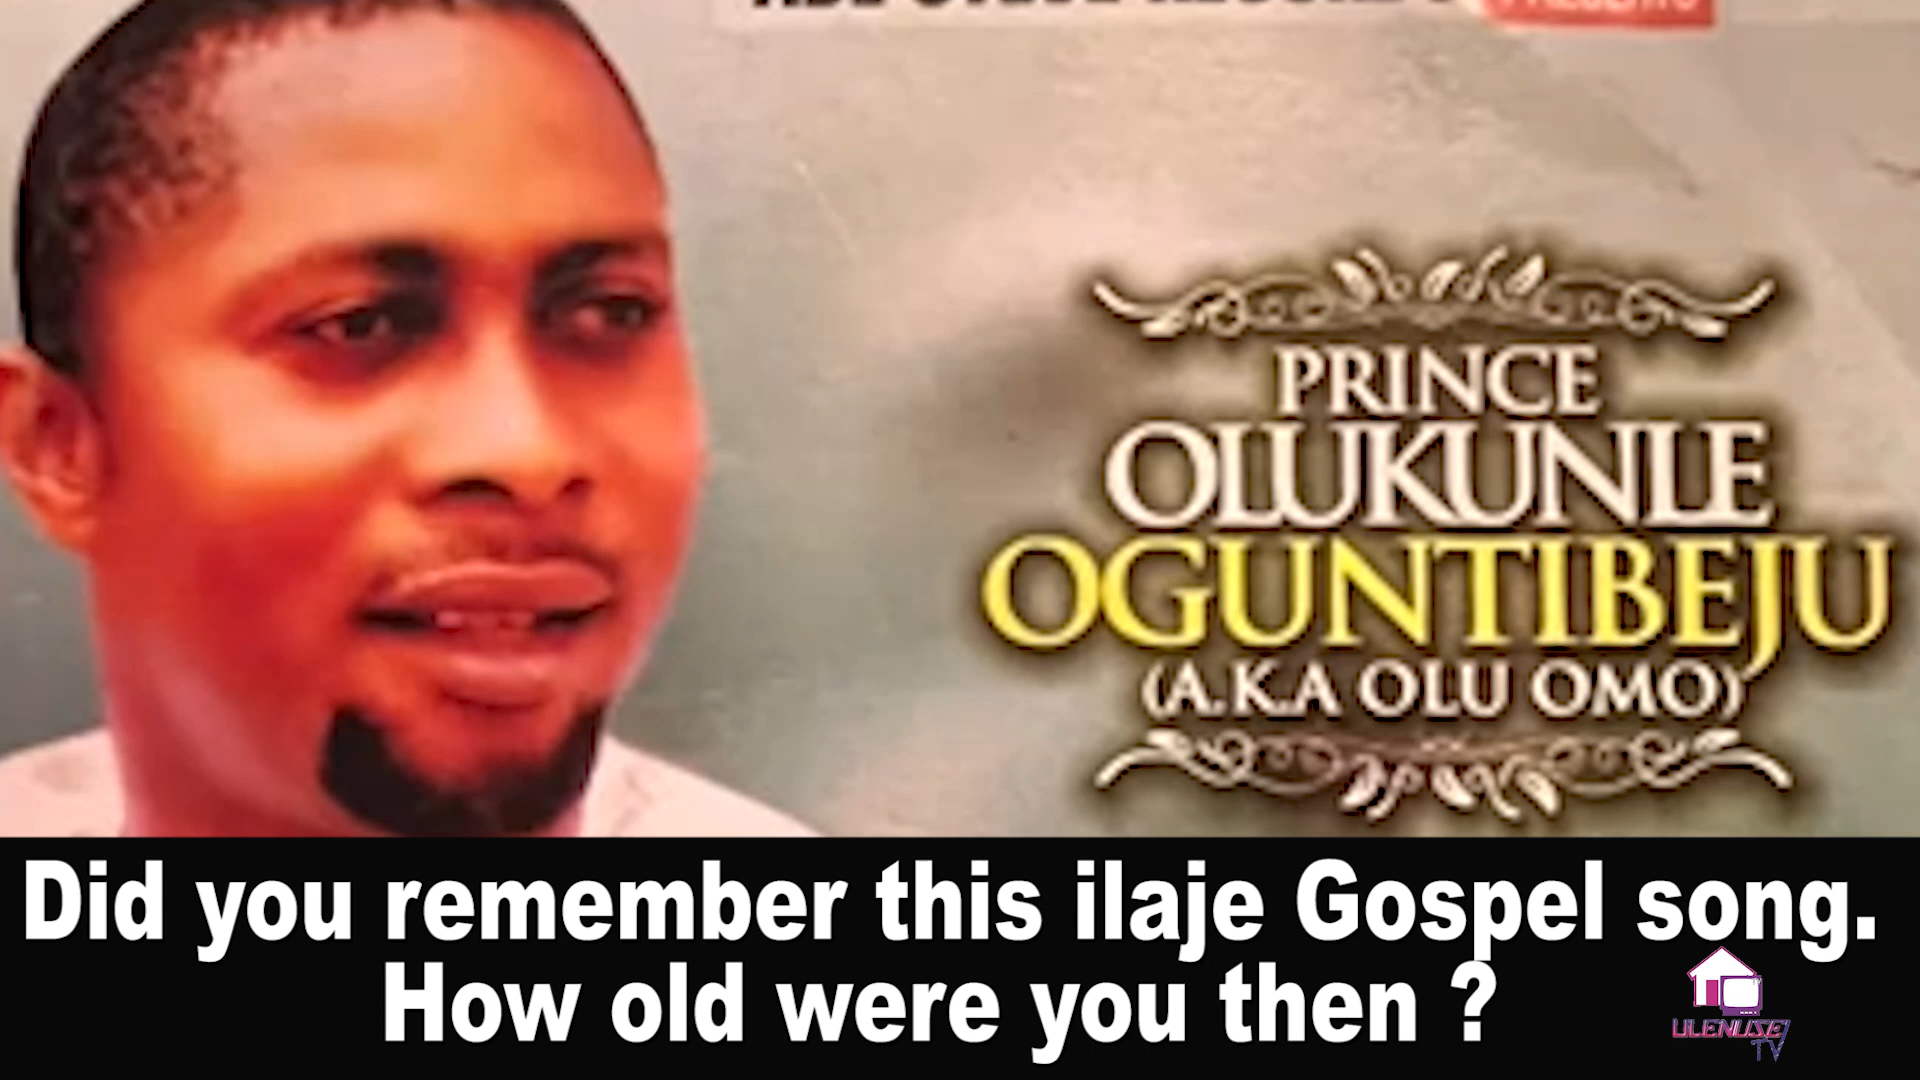 PRINCE
OLUKUNLE
OGUNTIBEJU
(A.K.A OLU OMO)
Did you remember this ilaje Gospel song.
How old were you then ?
ULENUSE
TV